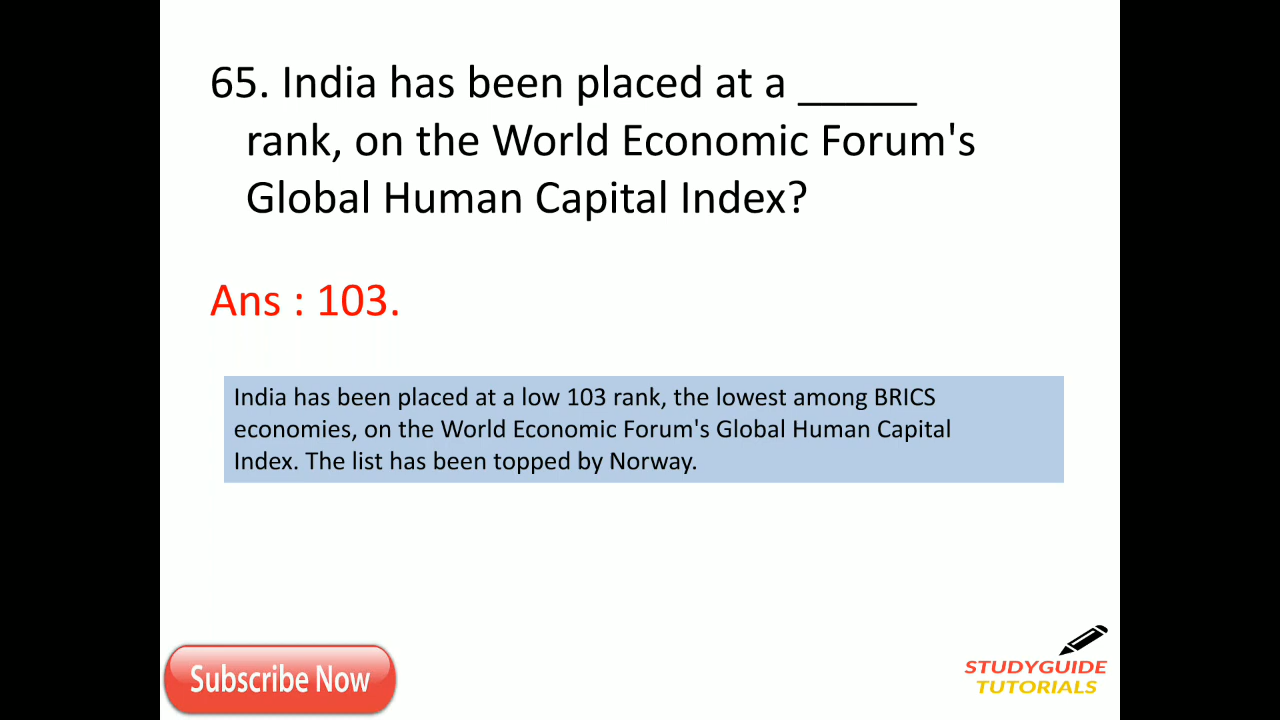 65. India has been placed at a _____
rank, on the World Economic Forum's
Global Human Capital Index?
Ans : 103.
India has been placed at a low 103 rank, the lowest among BRICS
economies, on the World Economic Forum's Global Human Capital
Index. The list has been topped by Norway.
Subscribe Now
STUDYGUIDE
TUTORIALS